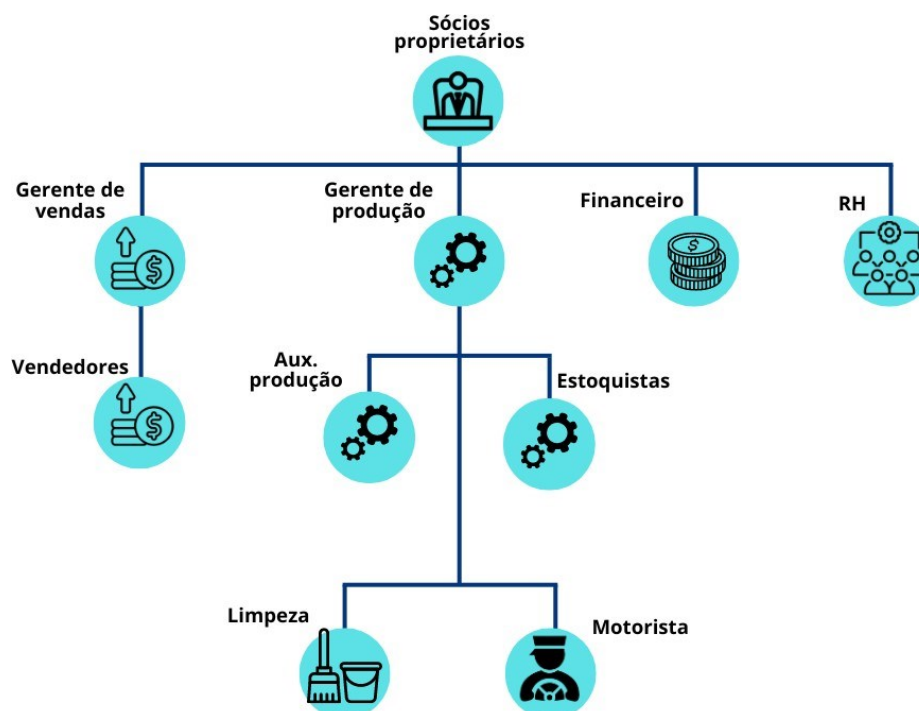 Sócios
proprietários
Gerente de
vendas
Gerente de
produção
Financeiro
RH
Vendedores
Aux.
produção
Estoquistas
Limpeza
Motorista